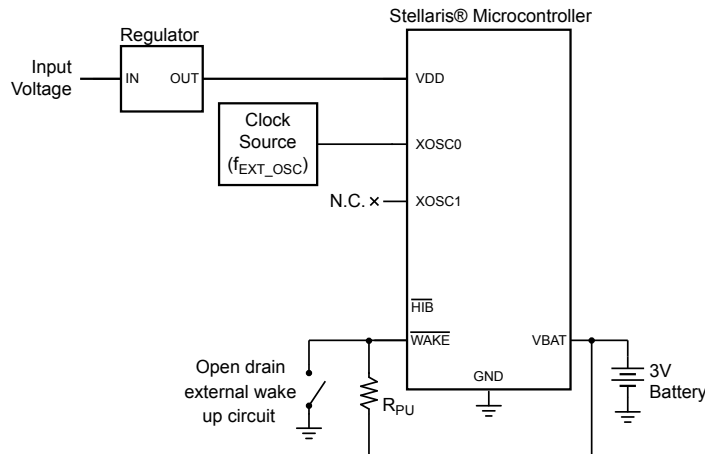 Stellaris® Microcontroller
Regulator
Input
Voltage
IN
OUT
VDD
Clock
Source
(fEXT_OSC)
XOSC0
N.C.
XOSC1
HIB
WAKE
VBAT
Open drain
external wake
up circuit
RPU
GND
3V
Battery